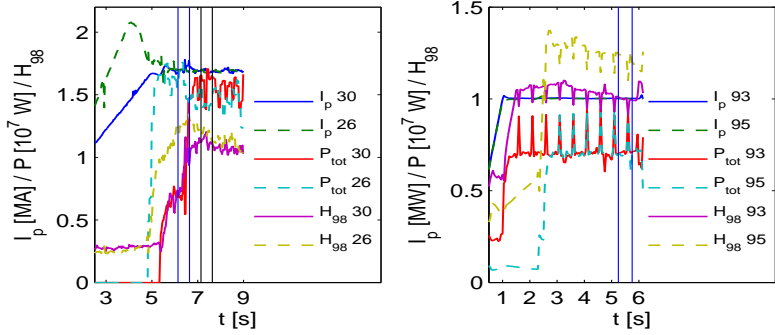 I_p [MA] / P [10^7 W] / H_98
2
1.5
1
0.5
0
3
5
7
9
t [s]
I_p 30
I_p 26
P_tot 30
P_tot 26
H_98 30
H_98 26
I_p [MW] / P [10^7 W] / H_98
1.5
1
0.5
0
1
2
3
4
5
6
t [s]
I_p 93
I_p 95
P_tot 93
P_tot 95
H_98 93
H_98 95